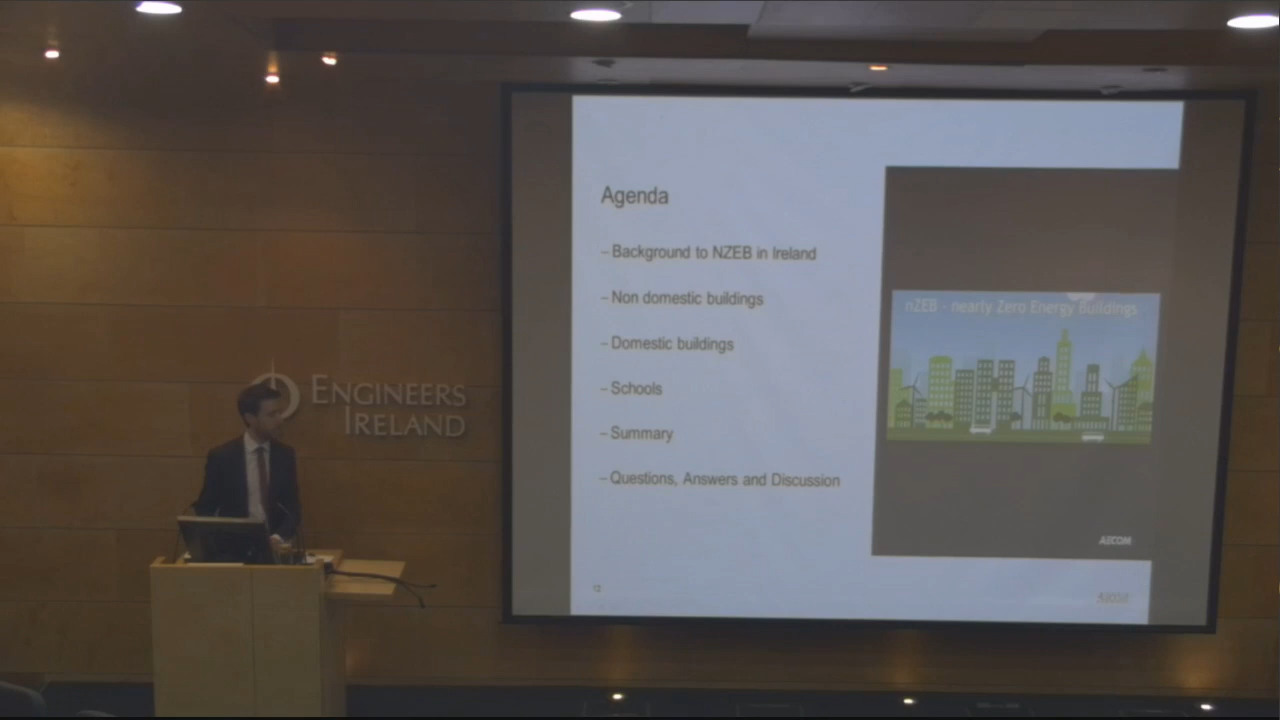 ENGINEERS
IRELAND
Agenda
– Background to NZEB in Ireland
– Non domestic buildings
– Domestic buildings
– Schools
– Summary
– Questions, Answers and Discussion
nZEB - nearly Zero Energy Buildings
AECOM
12